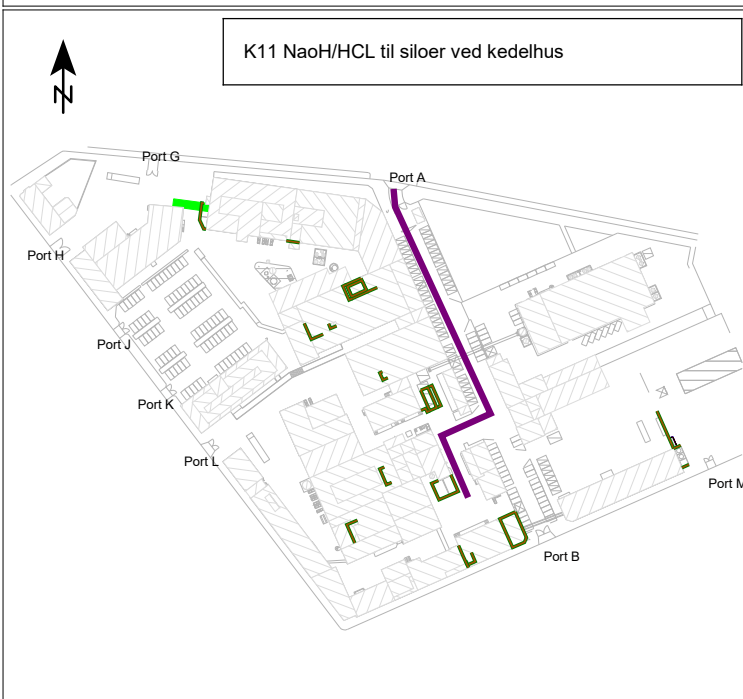 K11 NaoH/HCL til siloer ved kedelhus
N
Port G
Port A
Port H
Port J
Port K
Port L
Port M
Port B